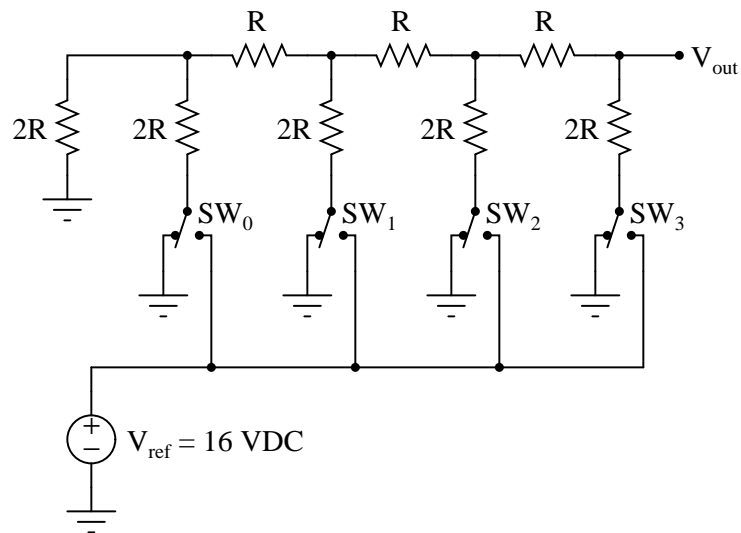 R R R
V_out
2R 2R 2R 2R 2R
SW_0 SW_1 SW_2 SW_3
+
−
V_ref = 16 VDC